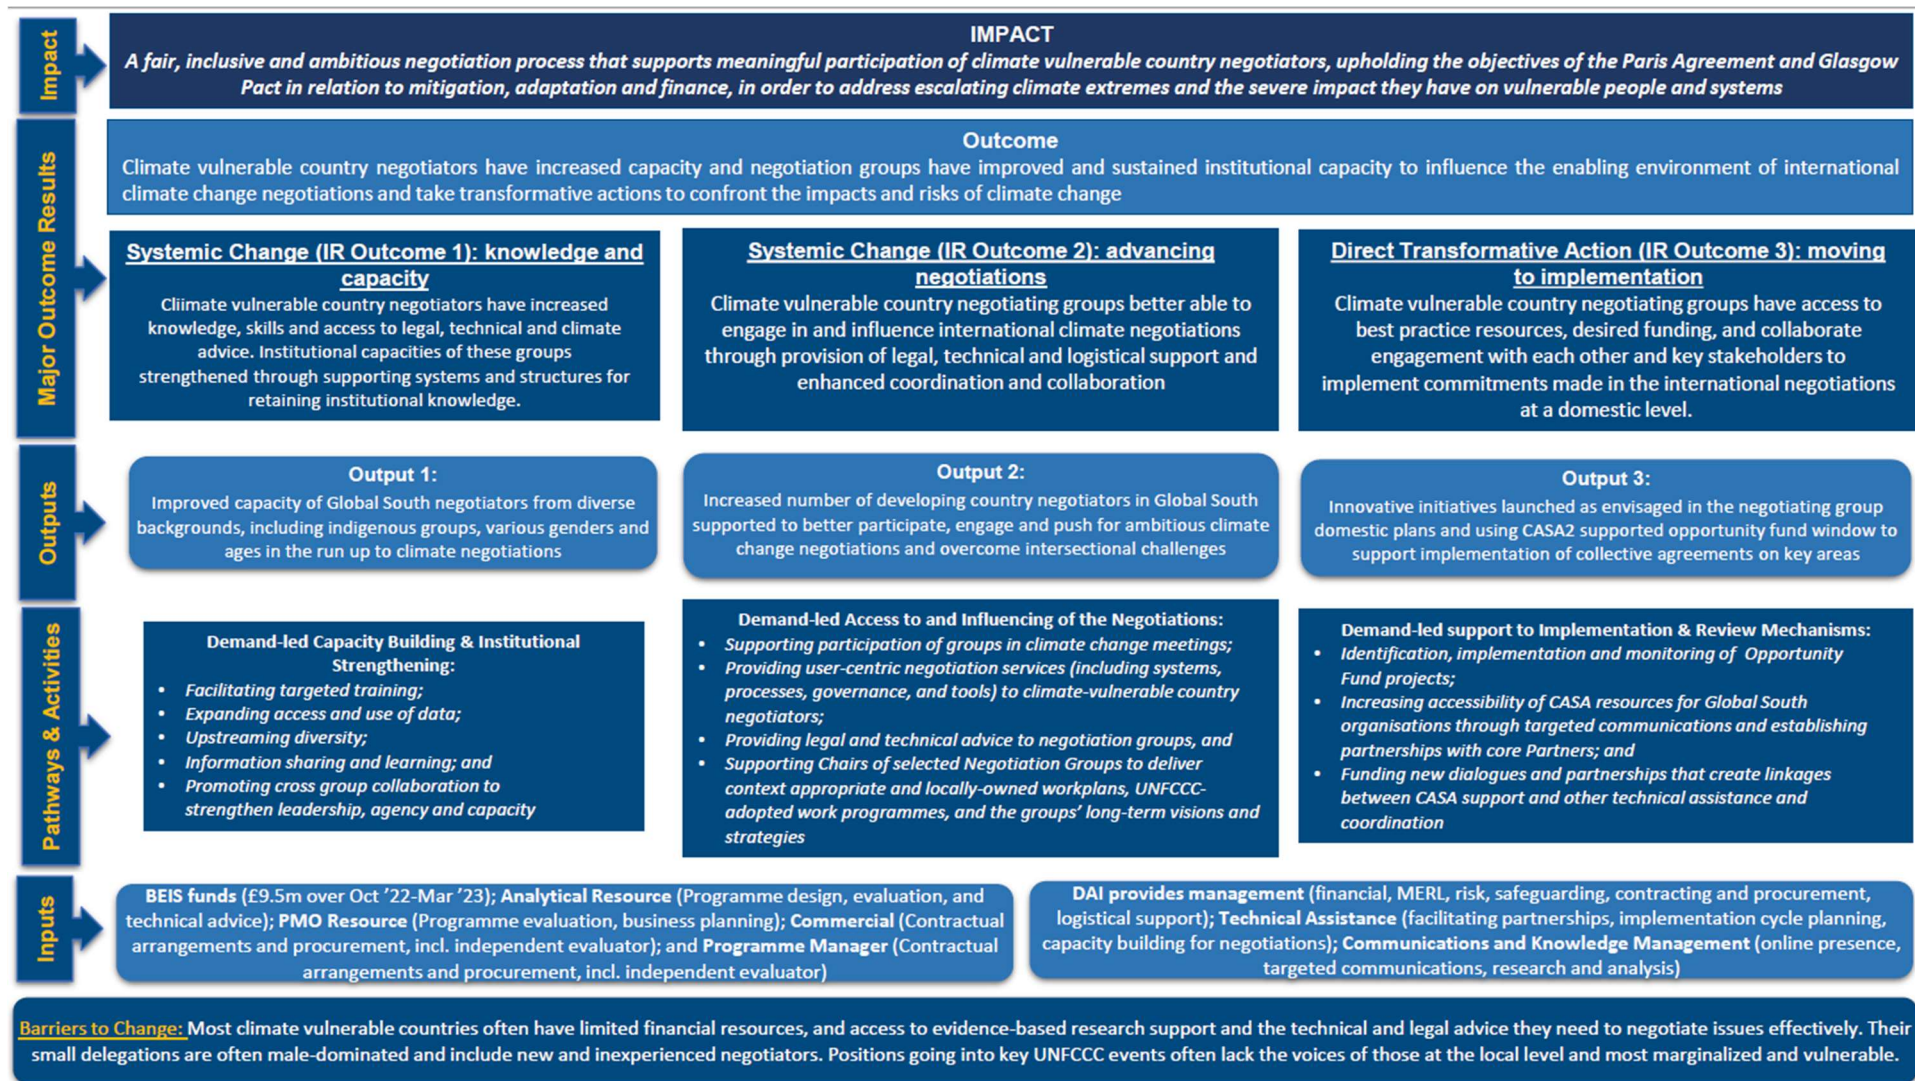 Impact
IMPACT
A fair, inclusive and ambitious negotiation process that supports meaningful participation of climate vulnerable country negotiators, upholding the objectives of the Paris Agreement and Glasgow
Pact in relation to mitigation, adaptation and finance, in order to address escalating climate extremes and the severe impact they have on vulnerable people and systems
Major Outcome Results
Outcome
Climate vulnerable country negotiators have increased capacity and negotiation groups have improved and sustained institutional capacity to influence the enabling environment of international
climate change negotiations and take transformative actions to confront the impacts and risks of climate change
Systemic Change (IR Outcome 1): knowledge and
capacity
Cliimate vulnerable country negotiators have increased
knowledge, skills and access to legal, technical and climate
advice. Institutional capacities of these groups
strengthened through supporting systems and structures for
retaining institutional knowledge.
Systemic Change (IR Outcome 2): advancing
negotiations
Climate vulnerable country negotiating groups better able to
engage in and influence international climate negotiations
through provision of legal, technical and logistical support and
enhanced coordination and collaboration
Direct Transformative Action (IR Outcome 3): moving
to implementation
Climate vulnerable country negotiating groups have access to
best practice resources, desired funding, and collaborate
engagement with each other and key stakeholders to
implement commitments made in the international negotiations
at a domestic level.
Outputs
Output 1:
Improved capacity of Global South negotiators from diverse
backgrounds, including indigenous groups, various genders and
ages in the run up to climate negotiations
Output 2:
Increased number of developing country negotiators in Global South
supported to better participate, engage and push for ambitious climate
change negotiations and overcome intersectional challenges
Output 3:
Innovative initiatives launched as envisaged in the negotiating group
domestic plans and using CASA2 supported opportunity fund window to
support implementation of collective agreements on key areas
Pathways & Activities
Demand-led Capacity Building & Institutional
Strengthening:
• Facilitating targeted training;
• Expanding access and use of data;
• Upstreaming diversity;
• Information sharing and learning; and
• Promoting cross group collaboration to
strengthen leadership, agency and capacity
Demand-led Access to and Influencing of the Negotiations:
• Supporting participation of groups in climate change meetings;
• Providing user-centric negotiation services (including systems,
processes, governance, and tools) to climate-vulnerable country
negotiators;
• Providing legal and technical advice to negotiation groups, and
• Supporting Chairs of selected Negotiation Groups to deliver
context appropriate and locally-owned workplans, UNFCCC-
adopted work programmes, and the groups' long-term visions and
strategies
Demand-led support to Implementation & Review Mechanisms:
• Identification, implementation and monitoring of Opportunity
Fund projects;
• Increasing accessibility of CASA resources for Global South
organisations through targeted communications and establishing
partnerships with core Partners; and
• Funding new dialogues and partnerships that create linkages
between CASA support and other technical assistance and
coordination
Inputs
BEIS funds (£9.5m over Oct '22-Mar '23); Analytical Resource (Programme design, evaluation, and
technical advice); PMO Resource (Programme evaluation, business planning); Commercial (Contractual
arrangements and procurement, incl. independent evaluator); and Programme Manager (Contractual
arrangements and procurement, incl. independent evaluator)
DAI provides management (financial, MERL, risk, safeguarding, contracting and procurement,
logistical support); Technical Assistance (facilitating partnerships, implementation cycle planning,
capacity building for negotiations); Communications and Knowledge Management (online presence,
targeted communications, research and analysis)
Barriers to Change: Most climate vulnerable countries often have limited financial resources, and access to evidence-based research support and the technical and legal advice they need to negotiate issues effectively. Their
small delegations are often male-dominated and include new and inexperienced negotiators. Positions going into key UNFCCC events often lack the voices of those at the local level and most marginalized and vulnerable.